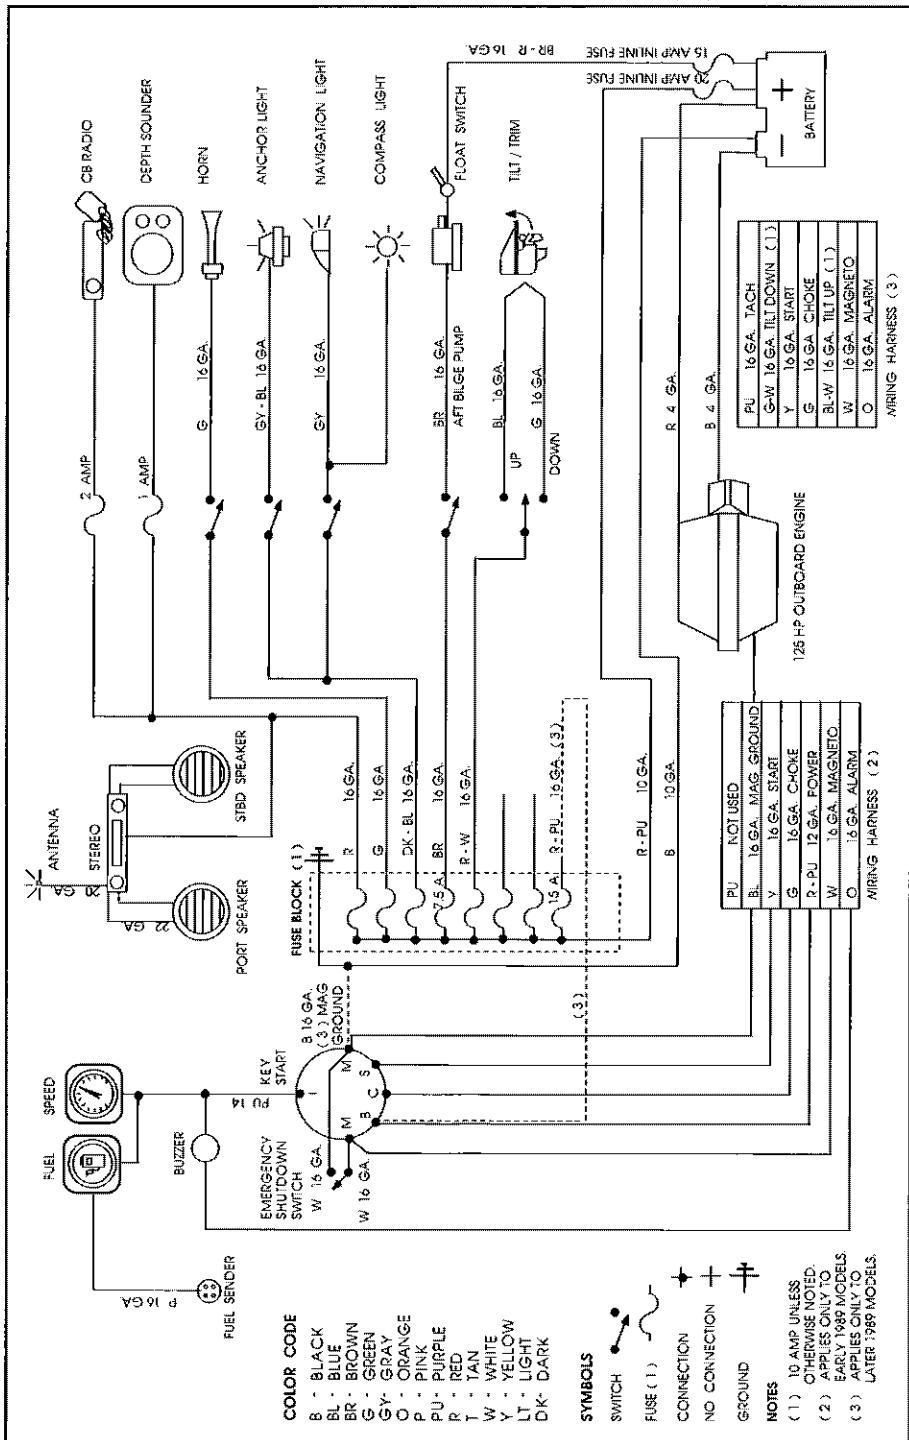 CB RADIO
DEPTH SOUNDER
HORN
ANCHOR LIGHT
NAVIGATION LIGHT
COMPASS LIGHT
FLOAT SWITCH
TILT / TRIM
BR - R 16 GA.
15 AMP INLINE FUSE
20 AMP INLINE FUSE
+
-
BATTERY
2 AMP
1 AMP
G 16 GA.
GY - BL 16 GA.
GY 16 GA.
BR 16 GA.
AFT BILGE PUMP
BL 16 GA.
UP
G 16 GA.
DOWN
R 4 GA.
B 4 GA.
PU 16 GA. TACH
G-W 16 GA. TILT DOWN ( 1 )
Y 16 GA. START
G 16 GA CHOKE
BL-W 16 GA. TILT UP ( 1 )
W 16 GA. MAGNETO
O 16 GA. ALARM
WIRING HARNESS ( 3 )
125 HP OUTBOARD ENGINE
ANTENNA
20 GA
STEREO
STBD SPEAKER
22 GA
PORT SPEAKER
FUSE BLOCK ( 1 )
R 16 GA.
G 16 GA
DK - BL 16 GA.
7.5 A. BR 16 GA.
R - W 16 GA.
15 A. R - PU 16 GA. ( 3 )
R - PU 10 GA.
B 10 GA.
PU NOT USED
BL 16 GA. MAG GROUND
Y 16 GA. START
G 16 GA. CHOKE
R - PU 12 GA. POWER
W 16 GA. MAGNETO
O 16 GA. ALARM
WIRING HARNESS ( 2 )
SPEED
FUEL
BUZZER
PU 14
KEY
START
B 16 GA.
( 3 ) MAG
GROUND
I
M
S
C
B
M
( 3 )
EMERGENCY
SHUTDOWN
SWITCH
W 16 GA.
W 16 GA.
P 16 GA.
FUEL SENDER
COLOR CODE
B - BLACK
BL - BLUE
BR - BROWN
G - GREEN
GY- GRAY
O - ORANGE
P - PINK
PU - PURPLE
R - RED
T - TAN
W - WHITE
Y - YELLOW
LT - LIGHT
DK- DARK
SYMBOLS
SWITCH
FUSE ( 1 )
CONNECTION
NO CONNECTION
GROUND
NOTES
( 1 ) 10 AMP UNLESS
OTHERWISE NOTED.
( 2 ) APPLIES ONLY TO
EARLY 1989 MODELS.
( 3 ) APPLIES ONLY TO
LATER 1989 MODELS.